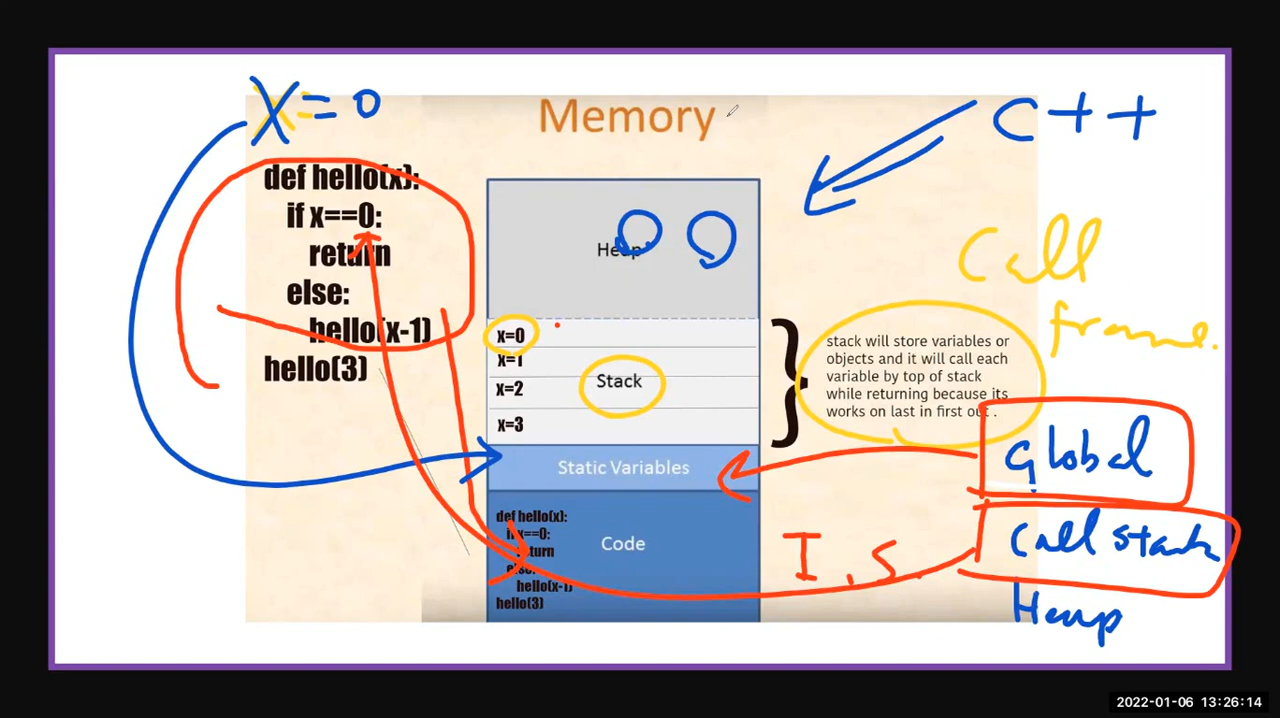 X = 0
Memory
C++
def hello(x):
if x==0:
return
else:
hello(x-1)
hello(3)
Heap
x=0
x=1
x=2
x=3
Stack
stack will store variables or
objects and it will call each
variable by top of stack
while returning because its
works on last in first out .
Call
frame.
Static Variables
Global
def hello(x):
if x==0:
return
else:
hello(x-1)
hello(3)
Code
I.S.
Call stack
Heap
2022-01-06 13:26:14